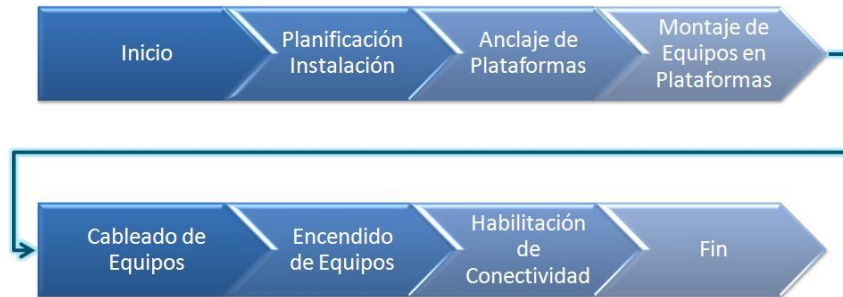 Inicio
Planificación
Instalación
Anclaje de
Plataformas
Montaje de
Equipos en
Plataformas
Cableado de
Equipos
Encendido
de Equipos
Habilitación
de
Conectividad
Fin